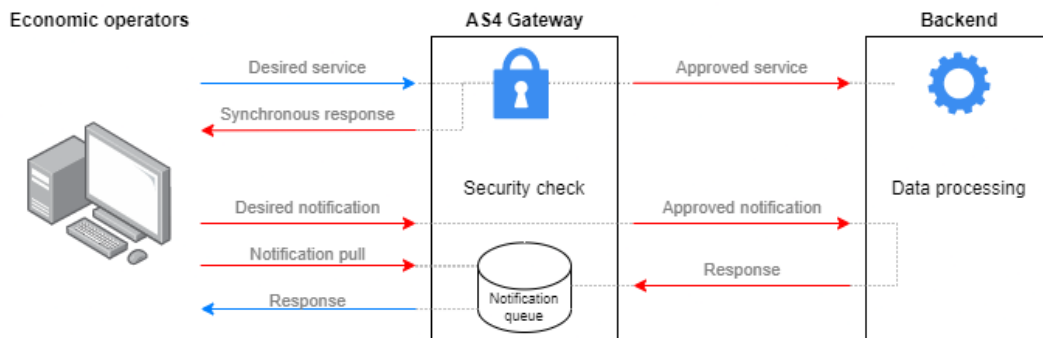 Economic operators
AS4 Gateway
Backend
Desired service
Approved service
Synchronous response
Security check
Data processing
Desired notification
Approved notification
Notification pull
Response
Response
Notification
queue